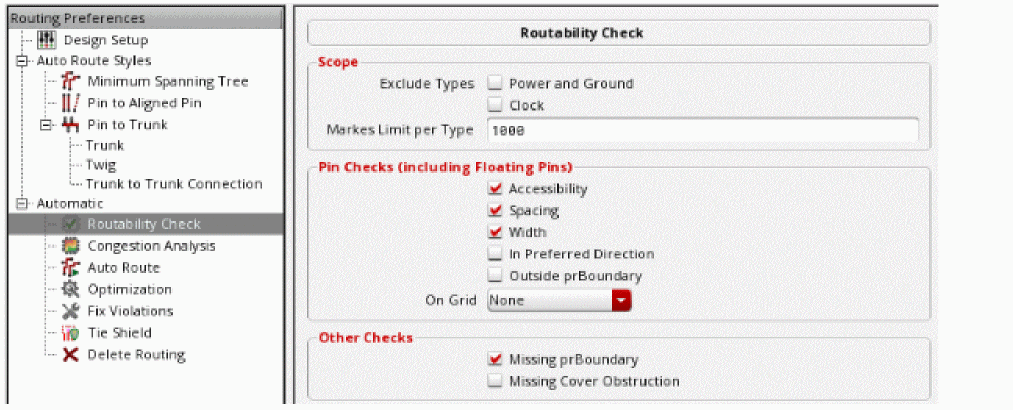 Routing Preferences
Design Setup
Auto Route Styles
Minimum Spanning Tree
Pin to Aligned Pin
Pin to Trunk
Trunk
Twig
Trunk to Trunk Connection
Automatic
Routability Check
Congestion Analysis
Auto Route
Optimization
Fix Violations
Tie Shield
Delete Routing
Routability Check
Scope
Exclude Types Power and Ground
Clock
Markes Limit per Type 1000
Pin Checks (including Floating Pins)
Accessibility
Spacing
Width
In Preferred Direction
Outside prBoundary
On Grid None
Other Checks
Missing prBoundary
Missing Cover Obstruction